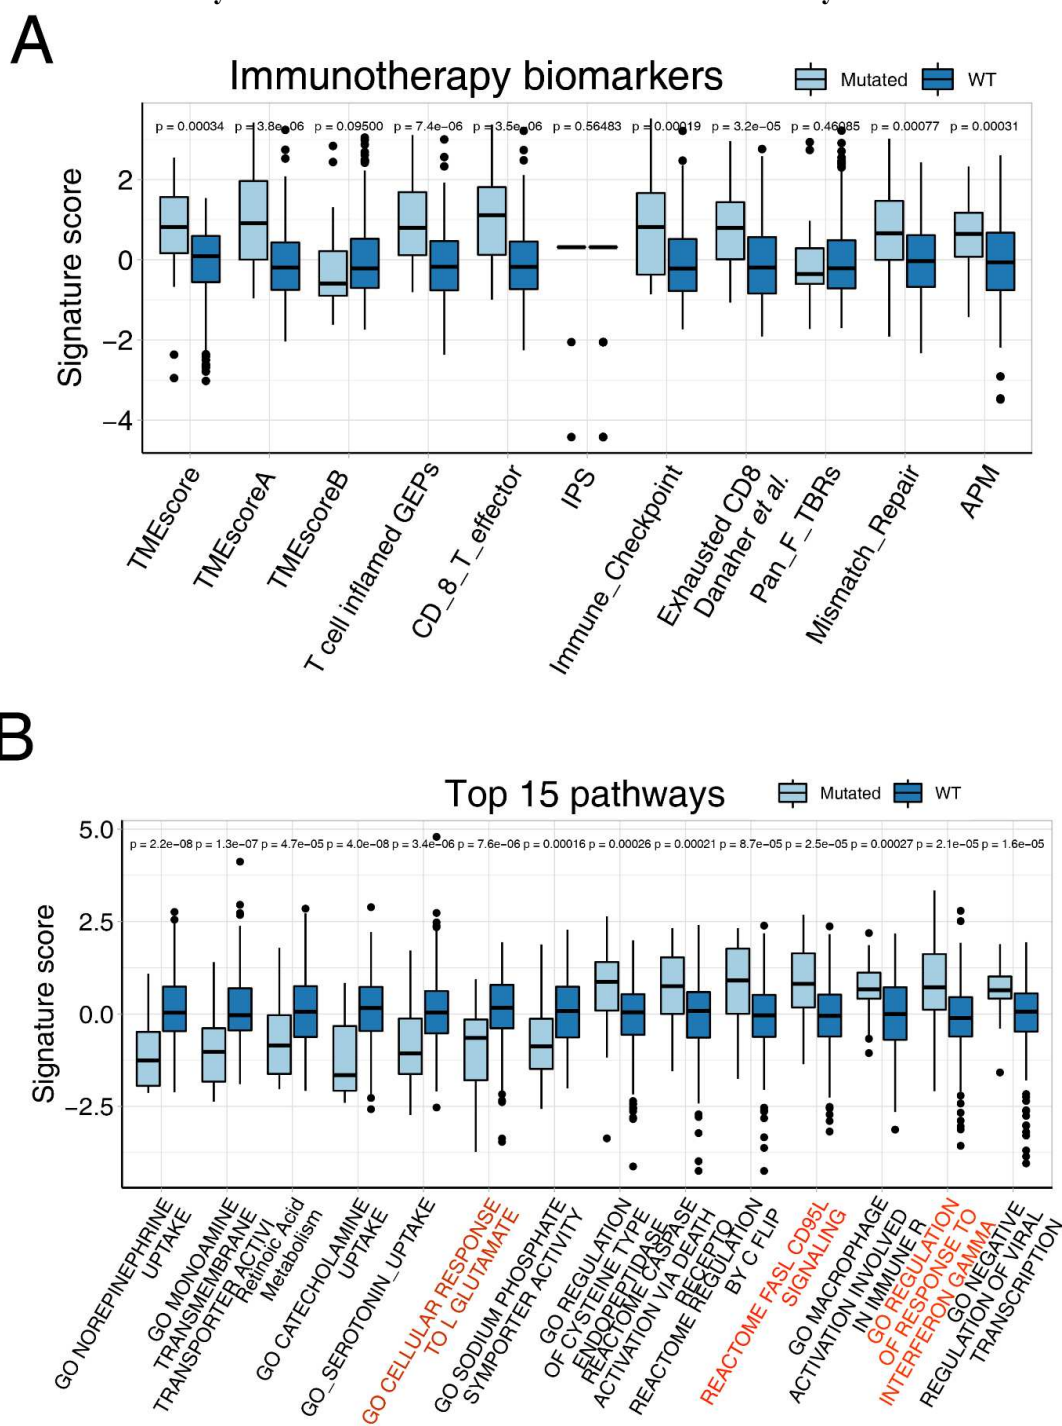 A
Immunotherapy biomarkers
Mutated WT
p = 0.00034 p = 3.8e-06 p = 0.09500 p = 7.4e-06 p = 3.5e-06 p = 0.56483 p = 0.00019 p = 3.2e-05 p = 0.46085 p = 0.00077 p = 0.00031
Signature score
2
0
−2
−4
TMEscore
TMEscoreA
TMEscoreB
T cell inflamed GEPs
CD_8_T_effector
IPS
Immune_Checkpoint
Exhausted CD8
Danaher et al.
Pan_F_TBRs
Mismatch_Repair
APM
B
Top 15 pathways
Mutated WT
p = 2.2e-08 p = 1.3e-07 p = 4.7e-05 p = 4.0e-08 p = 3.4e-06 p = 7.6e-06 p = 0.00016 p = 0.00026 p = 0.00021 p = 8.7e-05 p = 2.5e-05 p = 0.00027 p = 2.1e-05 p = 1.6e-05
Signature score
5.0
2.5
0.0
−2.5
GO NOREPINEPHRINE
UPTAKE
GO MONOAMINE
TRANSMEMBRANE
TRANSPORTER ACTIVI
Retinoic Acid
Metabolism
GO CATECHOLAMINE
UPTAKE
GO_SEROTONIN_UPTAKE
GO CELLULAR RESPONSE
TO L GLUTAMATE
GO SODIUM PHOSPHATE
SYMPORTER ACTIVITY
GO REGULATION
OF CYSTEINE TYPE
ENDOPEPTIDASE
REACTOME CASPASE
ACTIVATION VIA DEATH
RECEPTO
REACTOME REGULATION
BY C FLIP
REACTOME FASL CD95L
SIGNALING
GO MACROPHAGE
ACTIVATION INVOLVED
IN IMMUNE R
GO REGULATION
OF RESPONSE TO
INTERFERON GAMMA
GO NEGATIVE
REGULATION OF VIRAL
TRANSCRIPTION